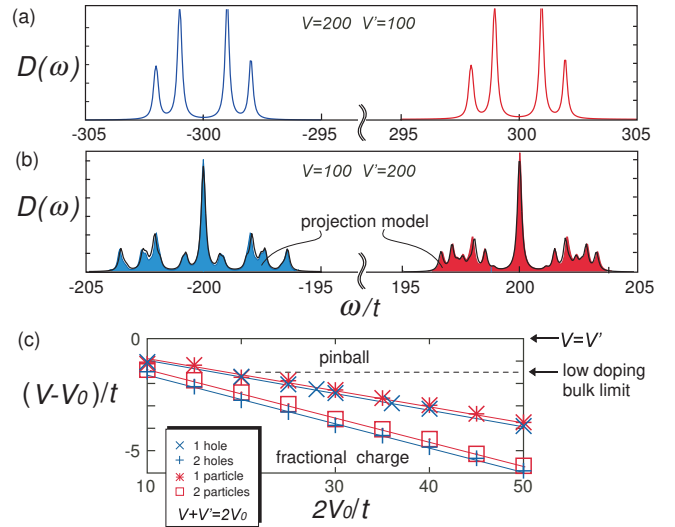 (a)
V=200 V'=100
D(ω)
-305 -300 -295 295 300 305
(b)
V=100 V'=200
D(ω)
projection model
-205 -200 -195 195 200 205
ω/t
(c)
0
V=V'
pinball
low doping
bulk limit
(V-V₀)/t
1 hole
2 holes
1 particle
2 particles
V+V'=2V₀
-5
fractional charge
10 20 30 40 50
2V₀/t